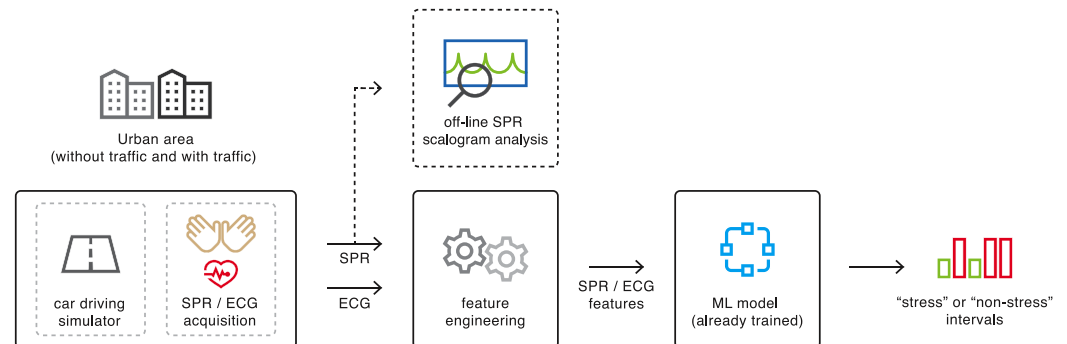 off-line SPR
scalogram analysis
Urban area
(without traffic and with traffic)
car driving
simulator
SPR / ECG
acquisition
SPR
ECG
feature
engineering
SPR / ECG
features
ML model
(already trained)
“stress” or “non-stress”
intervals